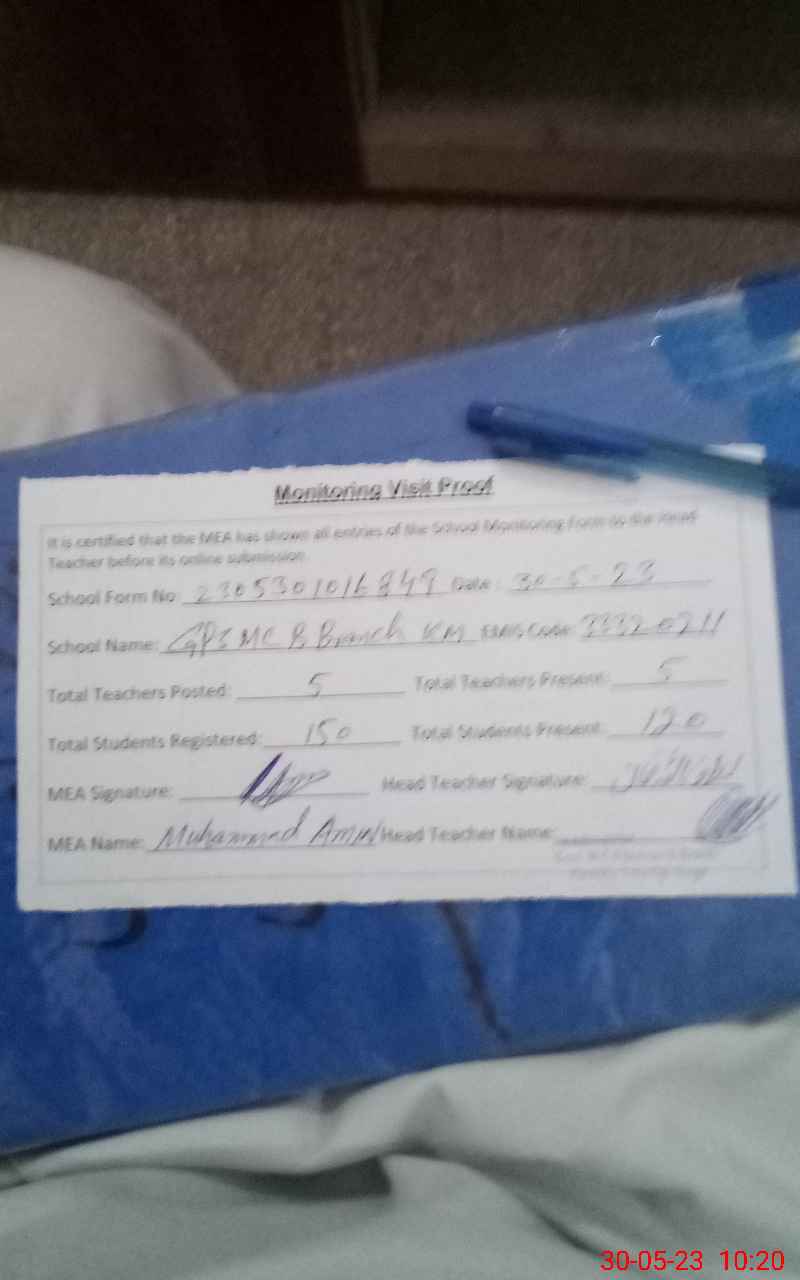 Monitoring Visit Proof
It is certified that the MEA has shown all entries of the School Monitoring Form to the Head
Teacher before its online submission.
School Form No: 2305301016849 Date: 30-5-23
School Name: GPS MC B Branch KM EMIS Code: 33320211
Total Teachers Posted: 5 Total Teachers Present: 5
Total Students Registered: 150 Total Students Present: 120
MEA Signature: Head Teacher Signature:
MEA Name: Muhammad Amin Head Teacher Name:
30-05-23 10:20